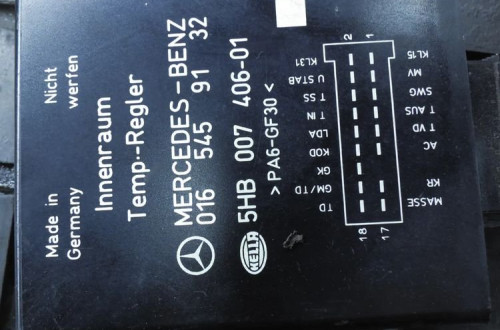 Made in
Germany
Nicht
werfen
Innenraum
Temp.-Regler
MERCEDES-BENZ
016 545 91 32
HELLA
5HB 007 406-01
> PA6-GF30 <
2 1
KL31 KL15
U STAB MV
T SS SWG
T IN T AUS
LDA T VD
KOD AC
GK
GM/TD KR
TD MASSE
18 17